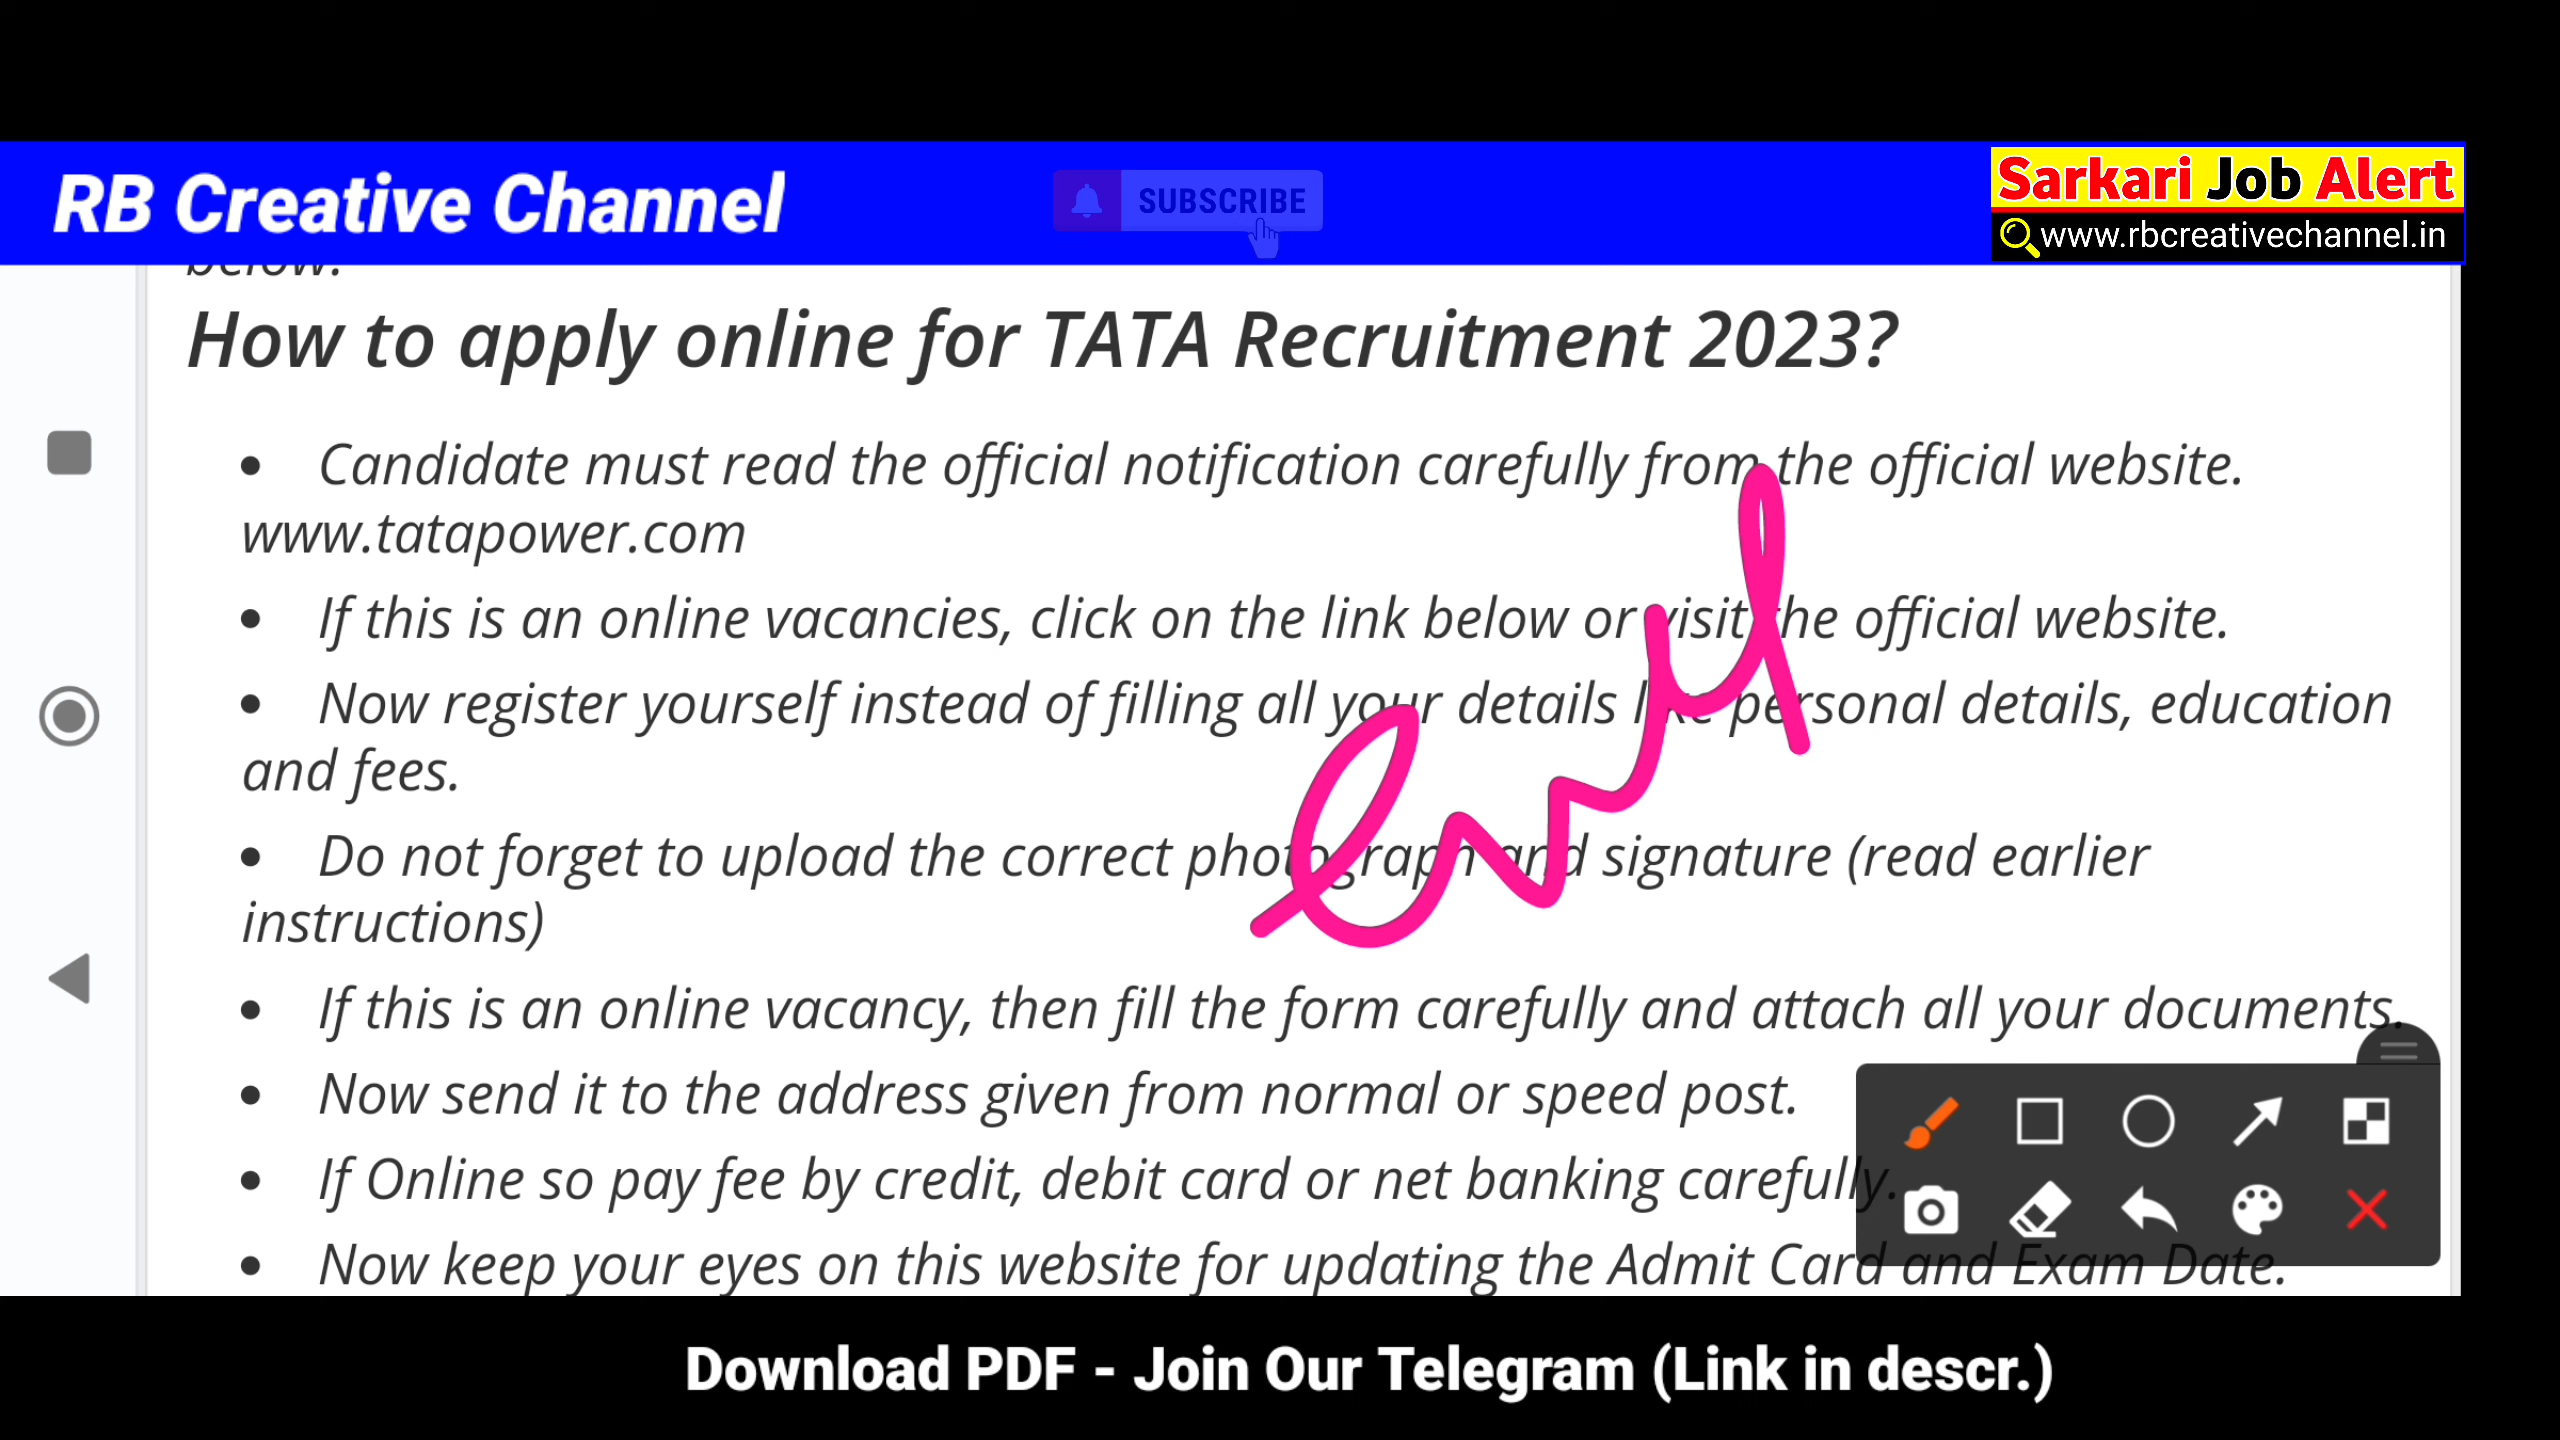 RB Creative Channel
SUBSCRIBE
Sarkari Job Alert
www.rbcreativechannel.in
below.
How to apply online for TATA Recruitment 2023?
• Candidate must read the official notification carefully from the official website.
www.tatapower.com
• If this is an online vacancies, click on the link below or visit the official website.
• Now register yourself instead of filling all your details like personal details, education
and fees.
• Do not forget to upload the correct photograph and signature (read earlier
instructions)
• If this is an online vacancy, then fill the form carefully and attach all your documents.
• Now send it to the address given from normal or speed post.
• If Online so pay fee by credit, debit card or net banking carefully.
• Now keep your eyes on this website for updating the Admit Card and Exam Date.
Download PDF - Join Our Telegram (Link in descr.)